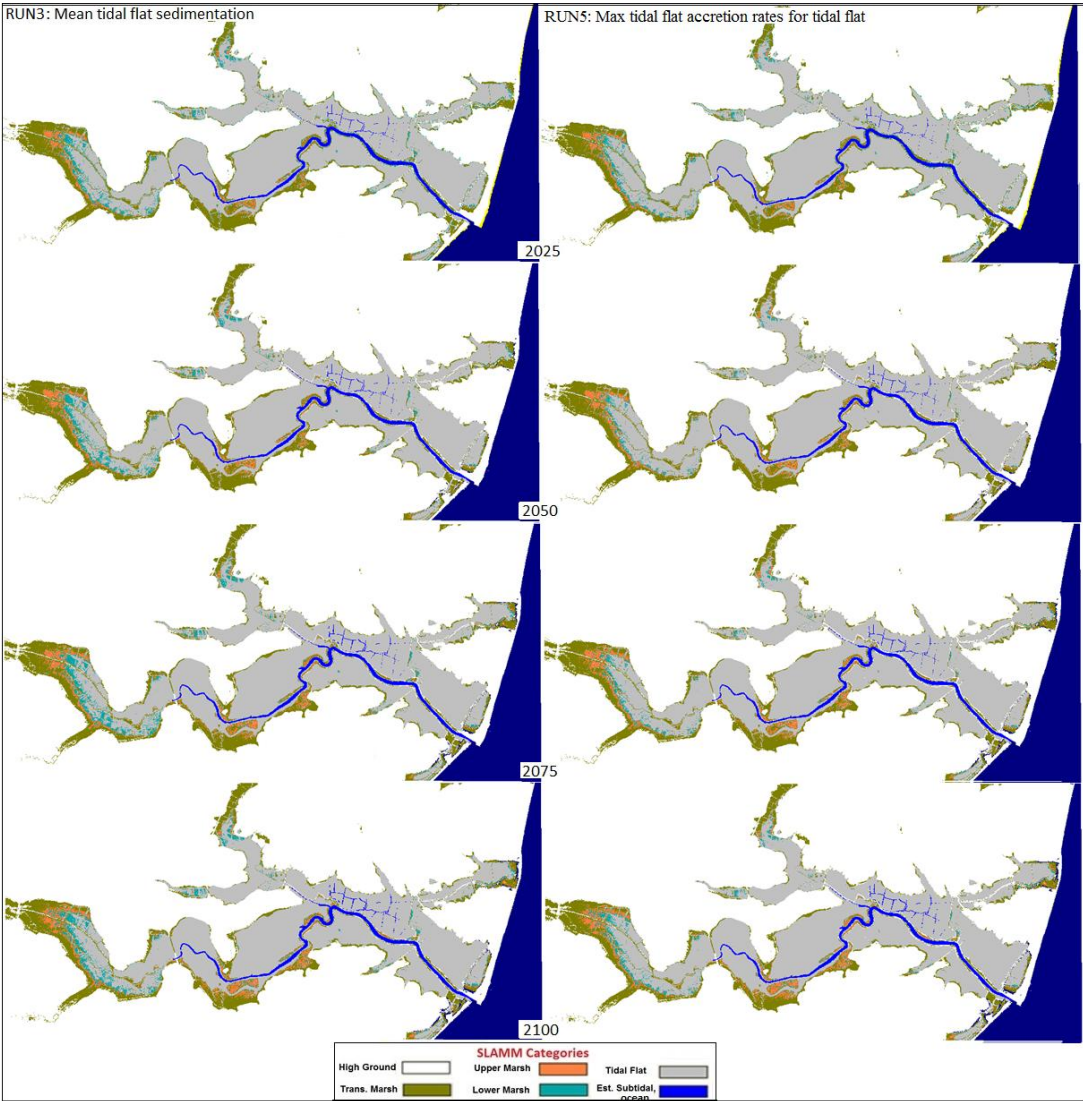 RUN3: Mean tidal flat sedimentation
RUN5: Max tidal flat accretion rates for tidal flat
2025
2050
2075
2100
SLAMM Categories
High Ground
Upper Marsh
Tidal Flat
Trans. Marsh
Lower Marsh
Est. Subtidal,
ocean